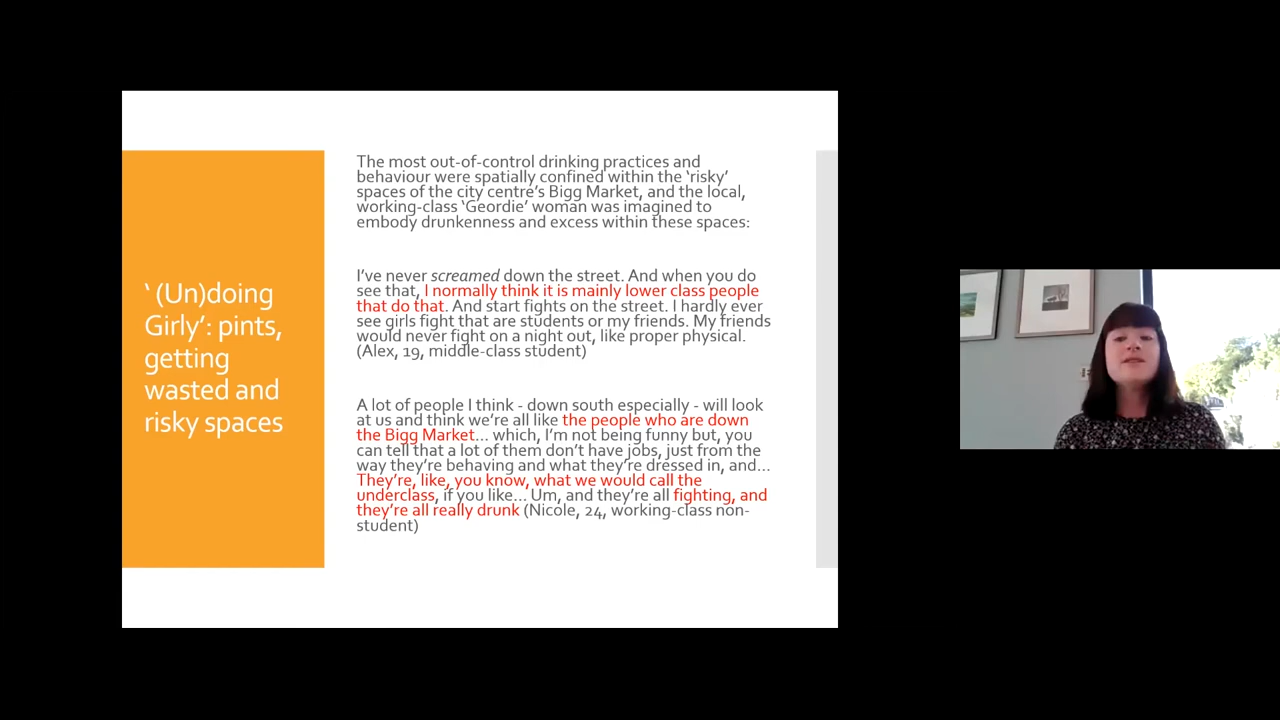 ‘ (Un)doing
Girly’: pints,
getting
wasted and
risky spaces
The most out-of-control drinking practices and
behaviour were spatially confined within the ‘risky’
spaces of the city centre’s Bigg Market, and the local,
working-class ‘Geordie’ woman was imagined to
embody drunkenness and excess within these spaces:
I’ve never screamed down the street. And when you do
see that, I normally think it is mainly lower class people
that do that. And start fights on the street. I hardly ever
see girls fight that are students or my friends. My friends
would never fight on a night out, like proper physical.
(Alex, 19, middle-class student)
A lot of people I think - down south especially - will look
at us and think we’re all like the people who are down
the Bigg Market… which, I’m not being funny but, you
can tell that a lot of them don’t have jobs, just from the
way they’re behaving and what they’re dressed in, and…
They’re, like, you know, what we would call the
underclass, if you like… Um, and they’re all fighting, and
they’re all really drunk (Nicole, 24, working-class non-
student)